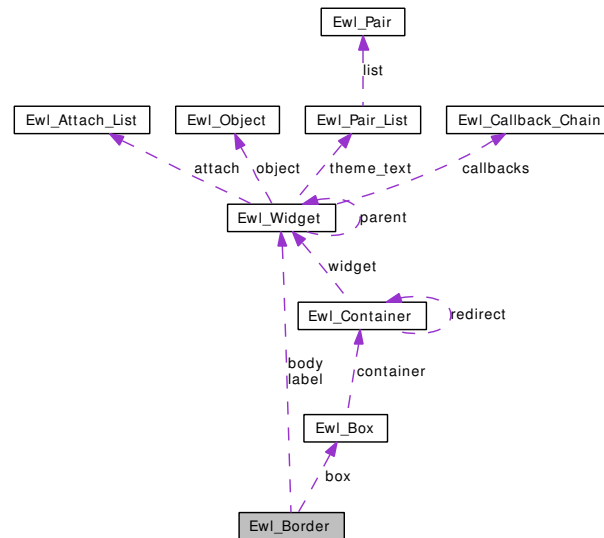 Ewl_Pair
list
Ewl_Attach_List
Ewl_Object
Ewl_Pair_List
Ewl_Callback_Chain
attach
object
theme_text
callbacks
Ewl_Widget
parent
widget
Ewl_Container
redirect
body
label
container
Ewl_Box
box
Ewl_Border